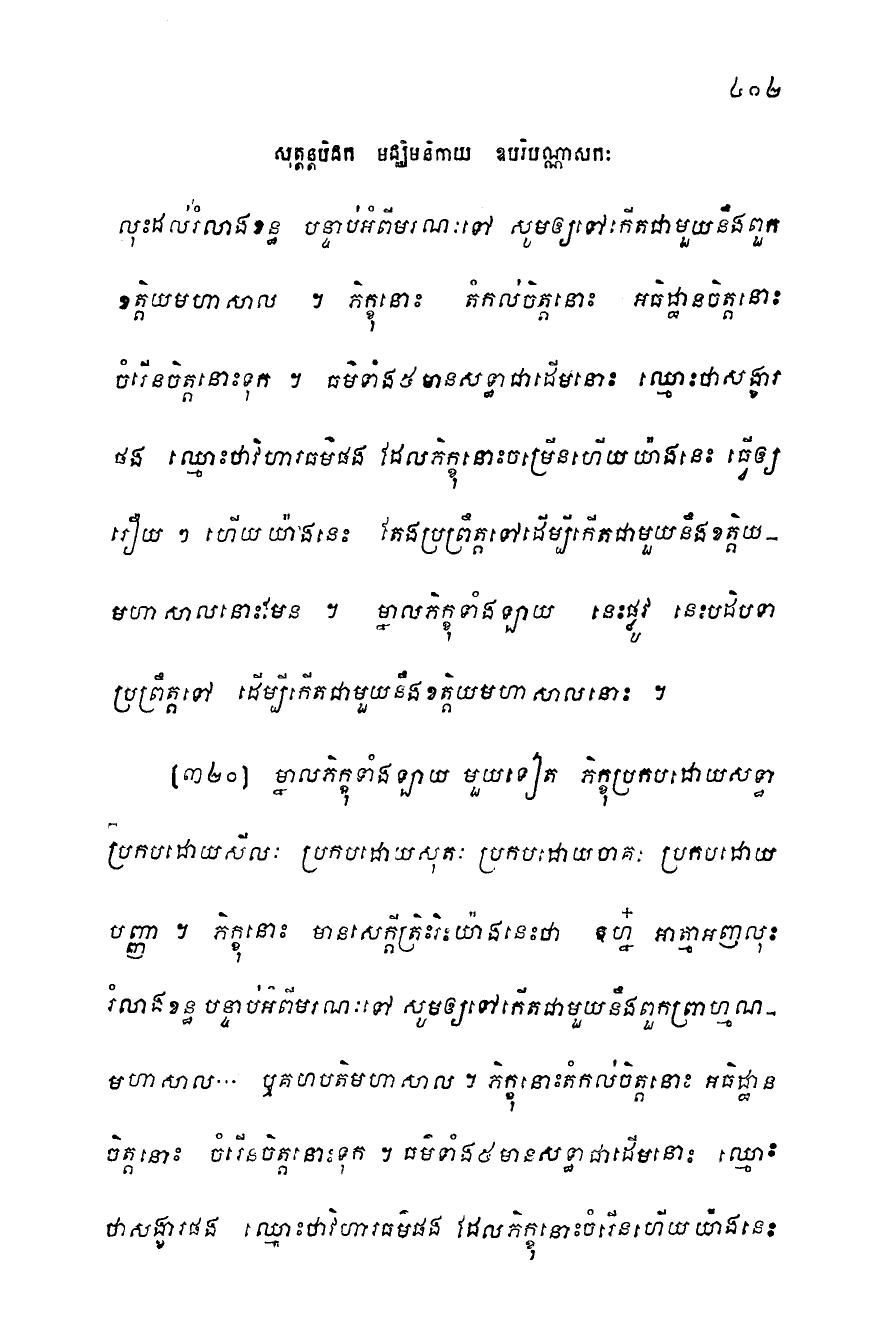 ៤០២
សុត្តន្តបិដក មជ្ឈិមនិកាយ ឧបរិបណ្ណាសកៈ
លុះដល់រំលាងខន្ធ បន្ទាប់អំពីមរណៈទៅ សូមឲ្យទៅកើតជាមួយនឹងពួក
ខត្តិយមហាសាល ។ ភិក្ខុនោះ តំកល់ចិត្តនោះ អធិដ្ឋានចិត្តនោះ
ចំរើនចិត្តនោះទុក ។ ធម៌ទាំង៥មានសទ្ធាជាដើមនោះ ឈ្មោះថាសង្ខារ
ផង ឈ្មោះថាវិហារធម៌ផង ដែលភិក្ខុនោះចម្រើនហើយយ៉ាងនេះ ធ្វើឲ្យ
រឿយ ៗ ហើយយ៉ាងនេះ តែងប្រព្រឹត្តទៅដើម្បីកើតជាមួយនឹងខត្តិយ-
មហាសាលនោះមែន ។ ម្នាលភិក្ខុទាំងឡាយ នេះផ្លូវ នេះបដិបទា
ប្រព្រឹត្តទៅ ដើម្បីកើតជាមួយនឹងខត្តិយមហាសាលនោះ ។
(៣២០) ម្នាលភិក្ខុទាំងឡាយ មួយទៀត ភិក្ខុប្រកបដោយសទ្ធា
ប្រកបដោយសីលៈ ប្រកបដោយសុតៈ ប្រកបដោយចាគៈ ប្រកបដោយ
បញ្ញា ។ ភិក្ខុនោះ មានសេក្តីត្រិះរិះយ៉ាងនេះថា ឱហ្ន៎ អាត្មាអញលុះ
រំលាងខន្ធ បន្ទាប់អំពីមរណៈទៅ សូមឲ្យទៅកើតជាមួយនឹងពួកព្រាហ្មណ-
មហាសាល… ឬគហបតិមហាសាល ។ ភិក្ខុនោះតំកល់ចិត្តនោះ អធិដ្ឋាន
ចិត្តនោះ ចំរើនចិត្តនោះទុក ។ ធម៌ទាំង៥មានសទ្ធាជាដើមនោះ ឈ្មោះ
ថាសង្ខារផង ឈ្មោះថាវិហារធម៌ផង ដែលភិក្ខុនោះចំរើនហើយយ៉ាងនេះ